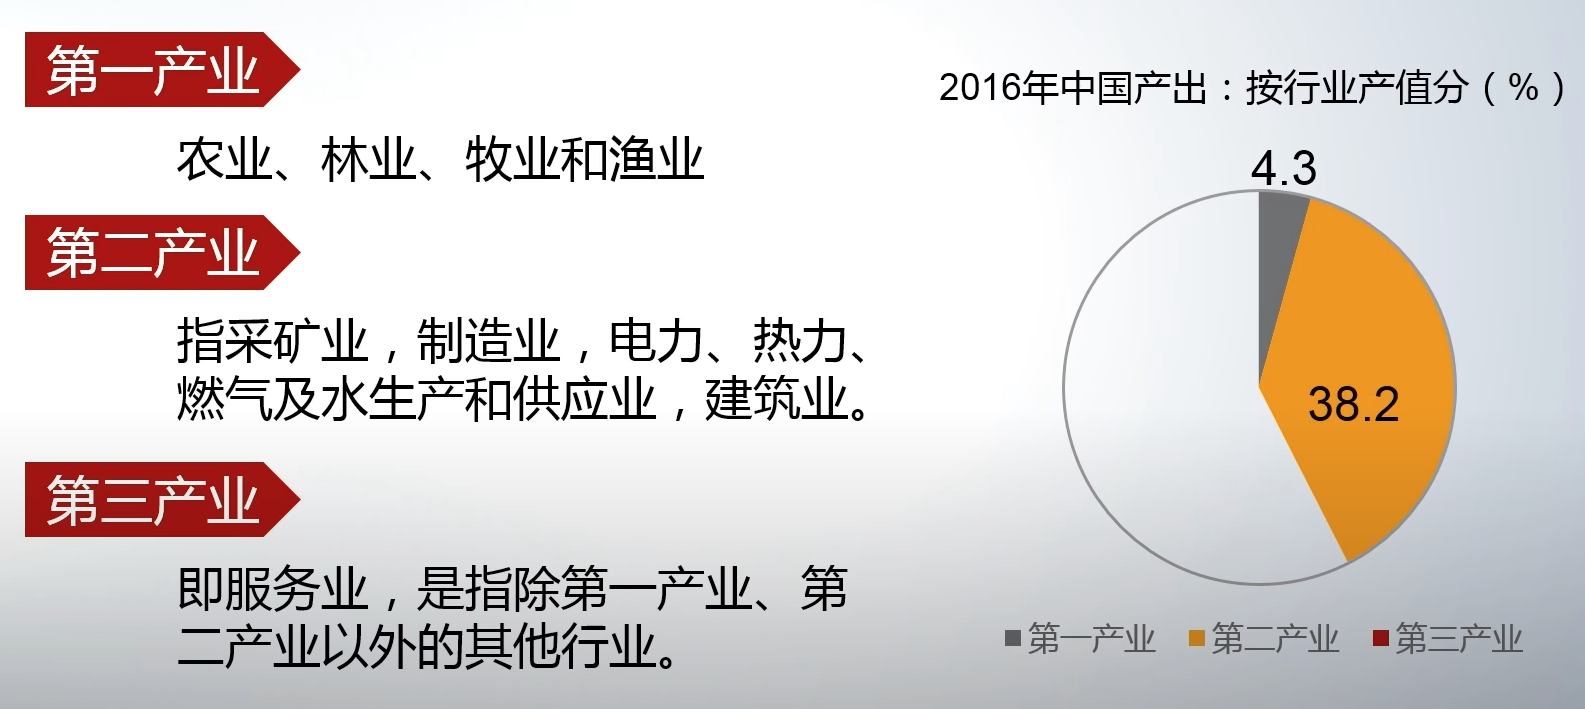 第一产业
农业、林业、牧业和渔业
第二产业
指采矿业，制造业，电力、热力、
燃气及水生产和供应业，建筑业。
第三产业
即服务业，是指除第一产业、第
二产业以外的其他行业。
2016年中国产出：按行业产值分（%）
4.3
38.2
第一产业 第二产业 第三产业